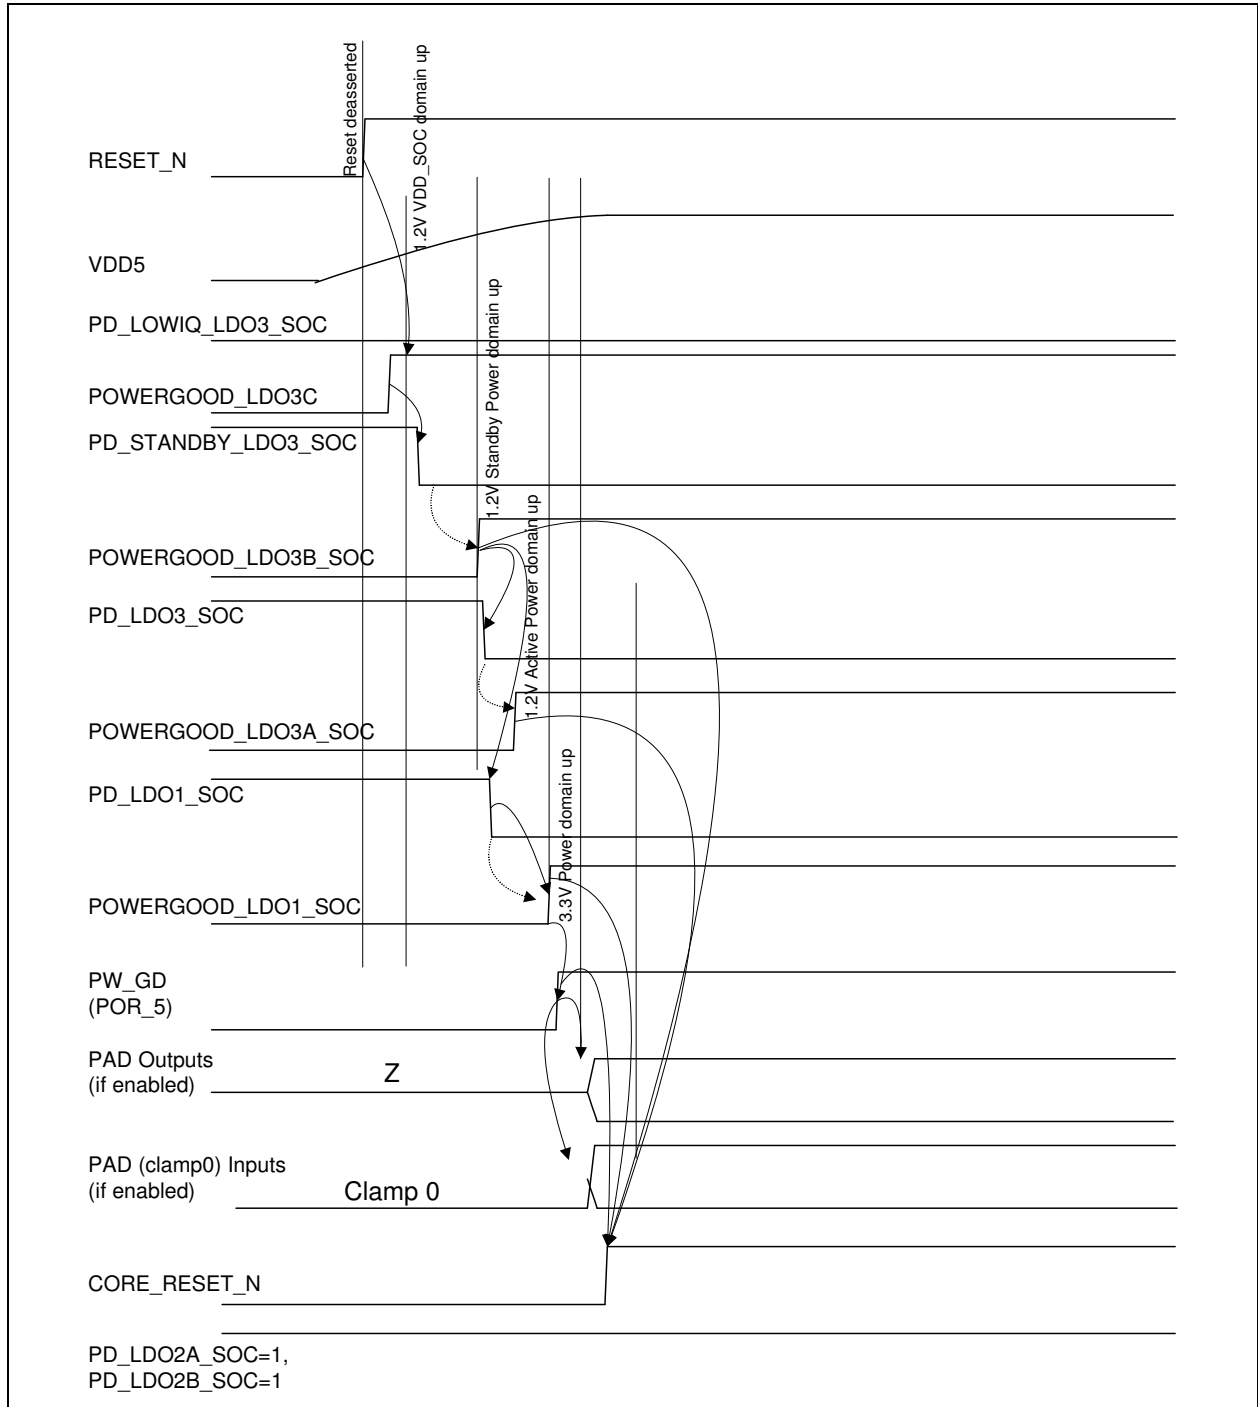 Reset deasserted
1.2V VDD_SOC domain up
RESET_N
VDD5
PD_LOWIQ_LDO3_SOC
1.2V Standby Power domain up
POWERGOOD_LDO3C
PD_STANDBY_LDO3_SOC
1.2V Active Power domain up
POWERGOOD_LDO3B_SOC
PD_LDO3_SOC
POWERGOOD_LDO3A_SOC
3.3V Power domain up
PD_LDO1_SOC
POWERGOOD_LDO1_SOC
PW_GD
(POR_5)
PAD Outputs
(if enabled)
Z
PAD (clamp0) Inputs
(if enabled)
Clamp 0
CORE_RESET_N
PD_LDO2A_SOC=1,
PD_LDO2B_SOC=1